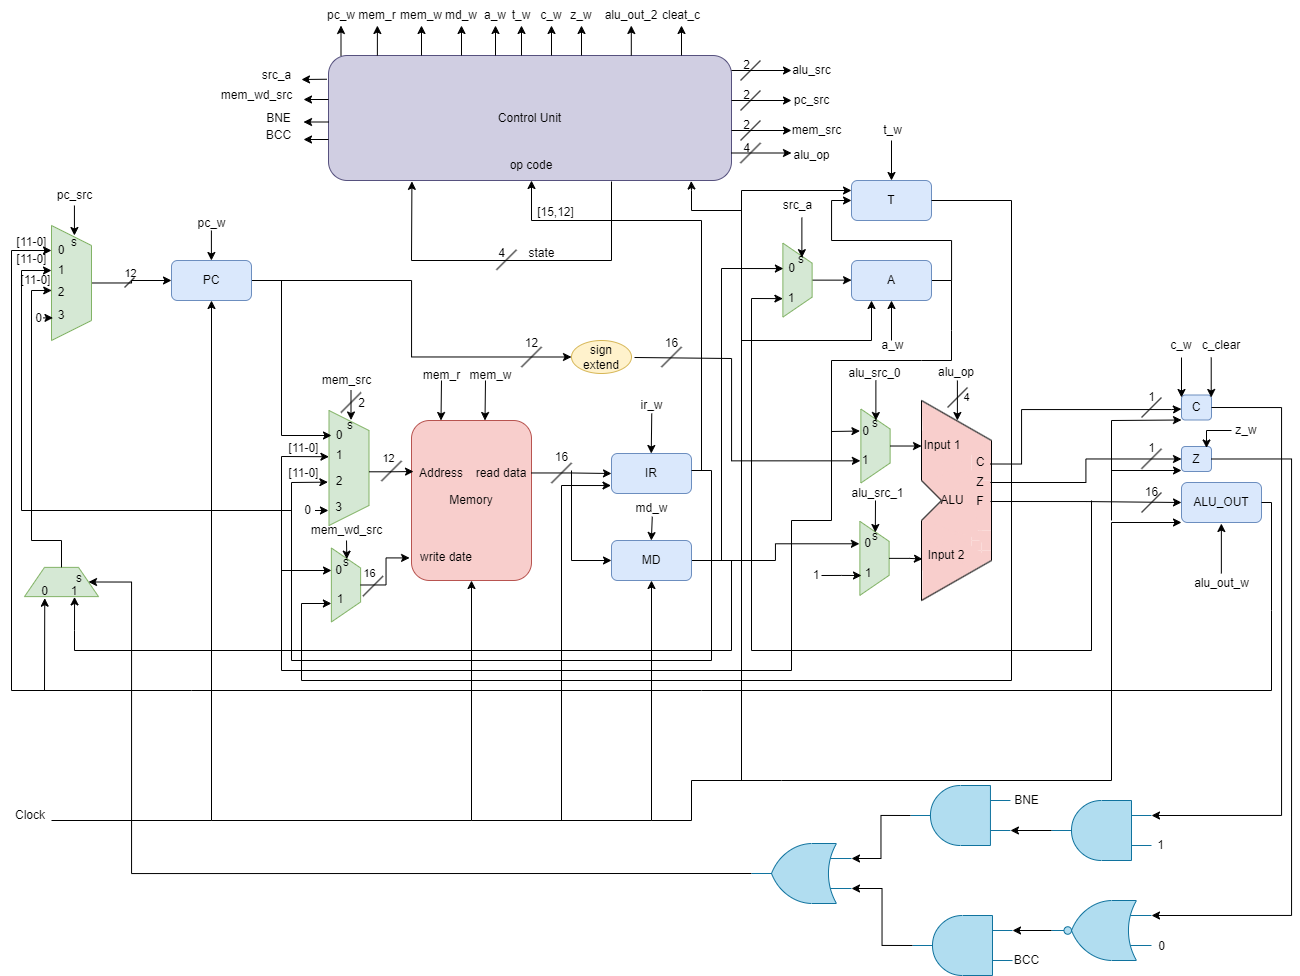 pc_w mem_r mem_w md_w a_w t_w c_w z_w alu_out_2 cleat_c
src_a
mem_wd_src
BNE
BCC
Control Unit
op code
2 alu_src
2 pc_src
2 mem_src
4 alu_op
t_w
T
[15,12]
4 state
pc_src
s
[11-0] 0
[11-0] 1
[11-0] 2
0 3
12
pc_w
PC
src_a
s
0
1
A
a_w
12
sign
extend
16
mem_src
2
s
0
[11-0] 1
[11-0] 2
0 3
12
mem_r mem_w
Address read data
Memory
write date
16
mem_wd_src
s
0
1
16
ir_w
IR
md_w
MD
alu_src_0
s
0
1
alu_src_1
s
0
1 1
alu_op
4
Input 1
C
Z
ALU F
Input 2
c_w c_clear
1 C
z_w
1 Z
16 ALU_OUT
alu_out_w
s
0 1
Clock
BNE
1
0
BCC